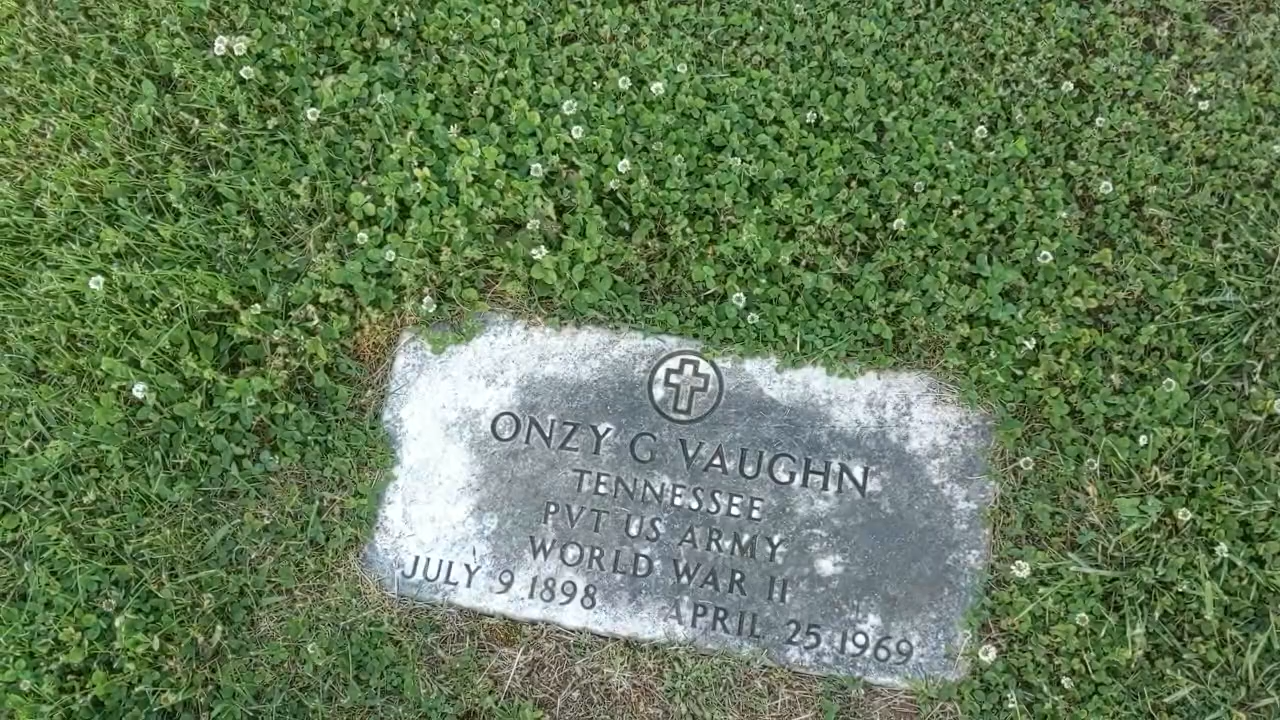 ONZY G VAUGHN
TENNESSEE
PVT US ARMY
WORLD WAR II
JULY 9 1898 APRIL 25 1969